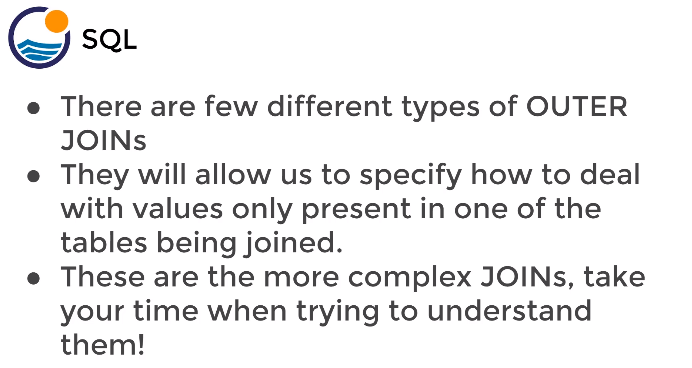 SQL
● There are few different types of OUTER
JOINs
● They will allow us to specify how to deal
with values only present in one of the
tables being joined.
● These are the more complex JOINs, take
your time when trying to understand
them!